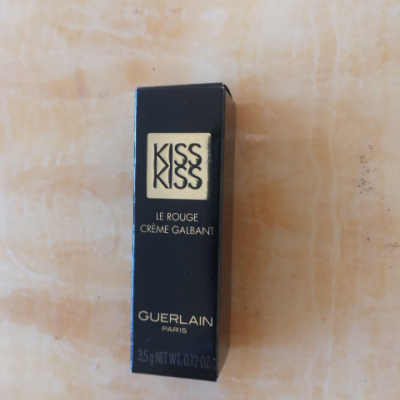 KISS
KISS
LE ROUGE
CRÈME GALBANT
GUERLAIN
PARIS
3,5 g NET WT. 0.12 OZ.